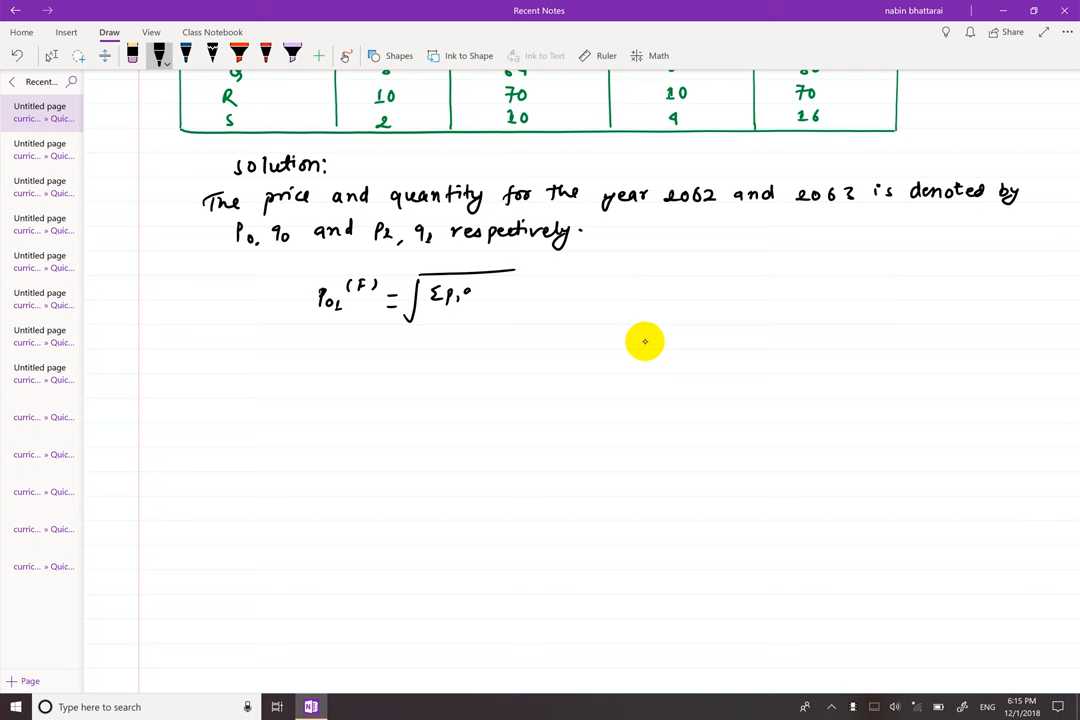 Recent Notes
nabin bhattarai
Home Insert Draw View Class Notebook
Share
Shapes Ink to Shape Ink to Text Ruler Math
Recent...
Untitled page
curric... » Quic...
Untitled page
curric... » Quic...
Untitled page
curric... » Quic...
Untitled page
curric... » Quic...
Untitled page
curric... » Quic...
Untitled page
curric... » Quic...
Untitled page
curric... » Quic...
Untitled page
curric... » Quic...
curric... » Quic...
curric... » Quic...
curric... » Quic...
curric... » Quic...
curric... » Quic...
Page
R 10 70 10 70
S 2 10 4 16
Solution:
The price and quantity for the year 2062 and 2063 is denoted by
P0, q0 and P1, q1 respectively.
P01(F) = √Σp1
Type here to search
ENG
6:15 PM
12/1/2018